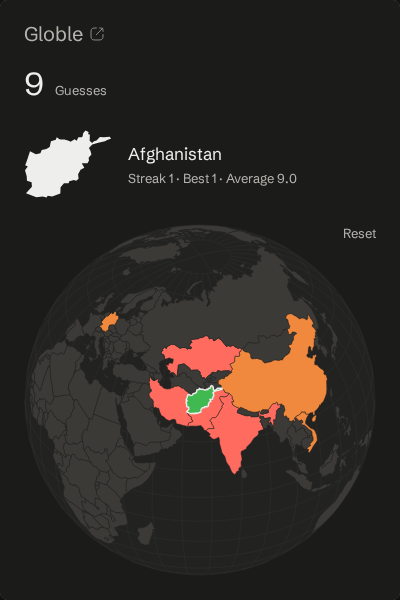 Globle
9 Guesses
Afghanistan
Streak 1 · Best 1 · Average 9.0
Reset